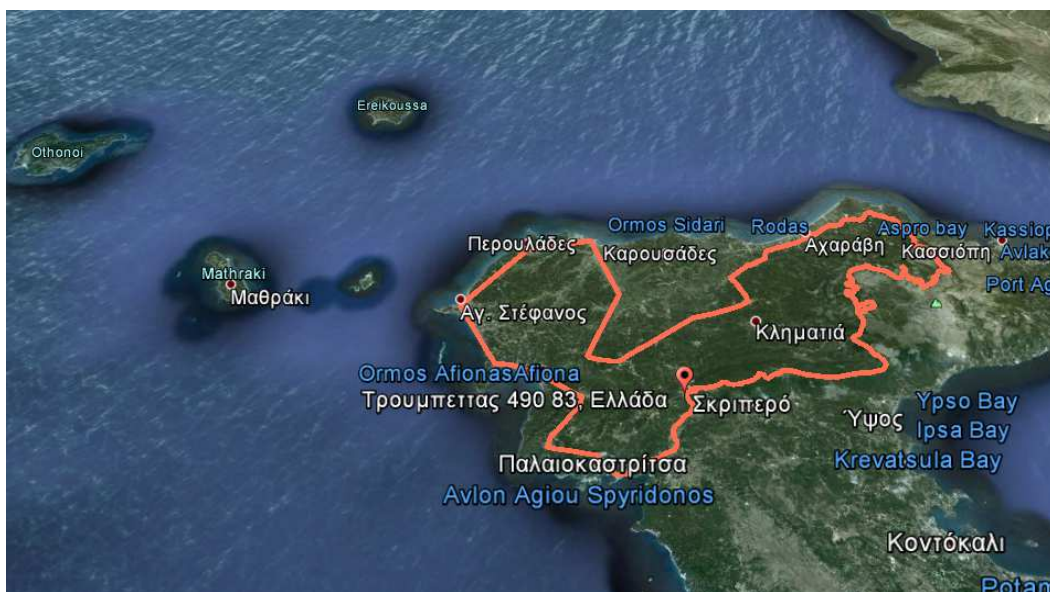 Ereikoussa
Othonoi
Ormos Sidari
Rodas
Aspro bay
Kassiop
Περουλάδες
Καρουσάδες
Αχαράβη
Κασσιόπη
Avlak
Mathraki
Μαθράκι
Port Ag
Αγ. Στέφανος
Κληματιά
Ormos AfionasAfiona
Τρουμπεττας 490 83, Ελλάδα
Σκριπερό
Ypso Bay
Ύψος
Ipsa Bay
Παλαιοκαστρίτσα
Krevatsula Bay
Avlon Agiou Spyridonos
Κοντόκαλι
Potam